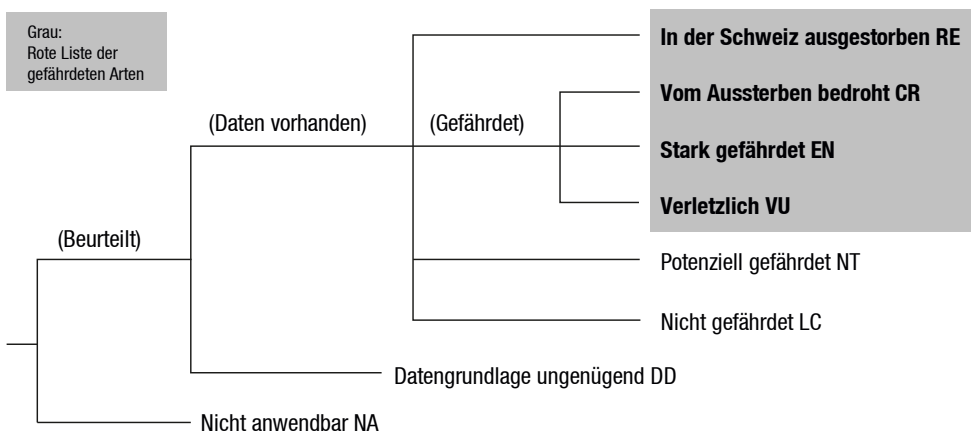 Grau:
Rote Liste der
gefährdeten Arten
In der Schweiz ausgestorben RE
Vom Aussterben bedroht CR
(Daten vorhanden)
(Gefährdet)
Stark gefährdet EN
Verletzlich VU
(Beurteilt)
Potenziell gefährdet NT
Nicht gefährdet LC
Datengrundlage ungenügend DD
Nicht anwendbar NA